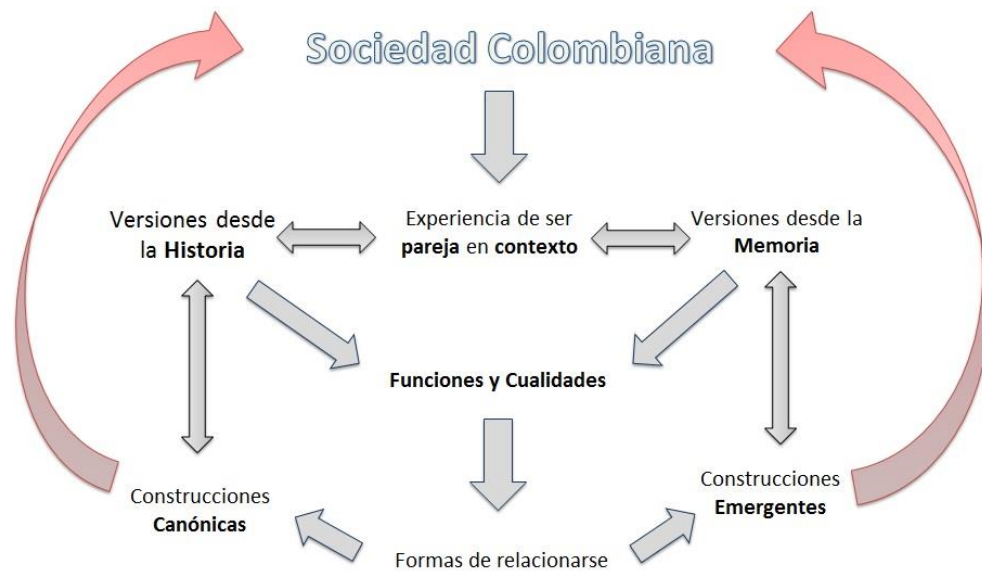 Sociedad Colombiana
Versiones desde
la Historia
Experiencia de ser
pareja en contexto
Versiones desde la
Memoria
Funciones y Cualidades
Construcciones
Canónicas
Construcciones
Emergentes
Formas de relacionarse